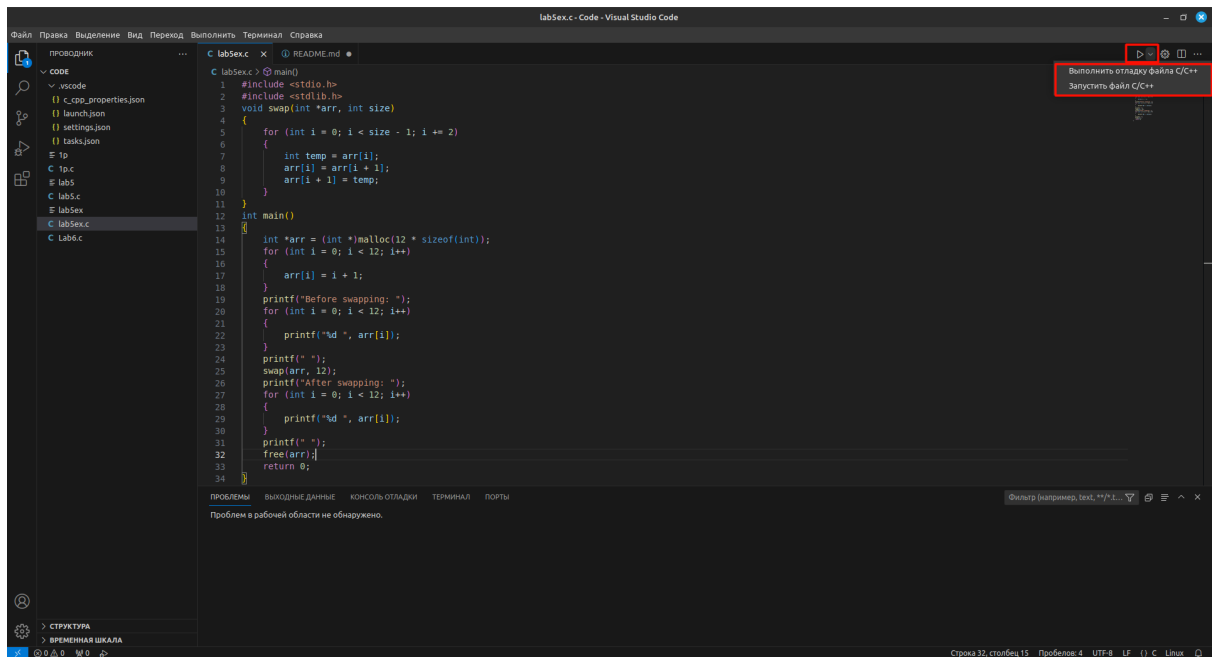 lab5ex.c - Code - Visual Studio Code
Файл Правка Выделение Вид Переход Выполнить Терминал Справка
ПРОВОДНИК
CODE
.vscode
{} c_cpp_properties.json
{} launch.json
{} settings.json
{} tasks.json
1p
C 1p.c
lab5
C lab5.c
lab5ex
C lab5ex.c
C Lab6.c
СТРУКТУРА
ВРЕМЕННАЯ ШКАЛА
C lab5ex.c README.md
C lab5ex.c > main()
Выполнить отладку файла C/C++
Запустить файл C/C++
1 #include <stdio.h>
2 #include <stdlib.h>
3 void swap(int *arr, int size)
4 {
5 for (int i = 0; i < size - 1; i += 2)
6 {
7 int temp = arr[i];
8 arr[i] = arr[i + 1];
9 arr[i + 1] = temp;
10 }
11 }
12 int main()
13 {
14 int *arr = (int *)malloc(12 * sizeof(int));
15 for (int i = 0; i < 12; i++)
16 {
17 arr[i] = i + 1;
18 }
19 printf("Before swapping: ");
20 for (int i = 0; i < 12; i++)
21 {
22 printf("%d ", arr[i]);
23 }
24 printf(" ");
25 swap(arr, 12);
26 printf("After swapping: ");
27 for (int i = 0; i < 12; i++)
28 {
29 printf("%d ", arr[i]);
30 }
31 printf(" ");
32 free(arr);
33 return 0;
34 }
ПРОБЛЕМЫ ВЫХОДНЫЕ ДАННЫЕ КОНСОЛЬ ОТЛАДКИ ТЕРМИНАЛ ПОРТЫ
Фильтр (например, text, **/*.t...
Проблем в рабочей области не обнаружено.
0 0 0
Строка 32, столбец 15 Пробелов: 4 UTF-8 LF {} C Linux